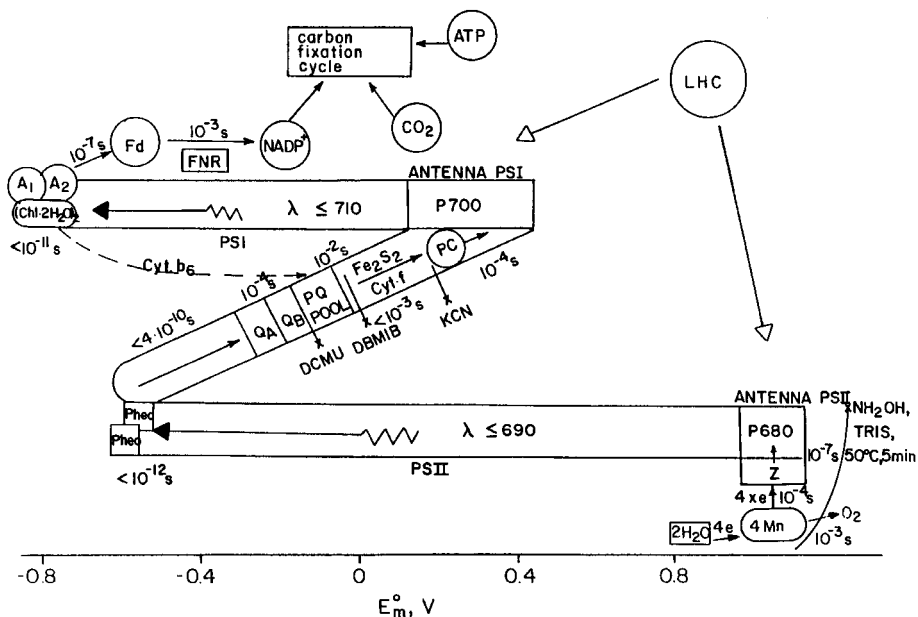 carbon
fixation
cycle
ATP
LHC
CO₂
NADP⁺
10⁻³s
FNR
Fd
10⁻⁷s
A₁ A₂
(Chl·2H₂O)₂
<10⁻¹¹s
ANTENNA PSI
λ ≤ 710
P700
PSI
Cyt.b₆
10⁻²s
10⁻⁴s
<4·10⁻¹⁰s
QA
QB
PQ
POOL
Fe₂S₂
Cyt·f
PC
10⁻⁴s
<10⁻³s
KCN
DCMU DBMIB
ANTENNA PSII
NH₂OH,
TRIS,
50°C,5min
Pheo
Pheo
λ ≤ 690
P680
10⁻⁷s
<10⁻¹²s
PSII
Z
4 xe 10⁻⁴s
2H₂O 4e
4 Mn
O₂
10⁻³s
-0.8 -0.4 0 0.4 0.8
E°m, V